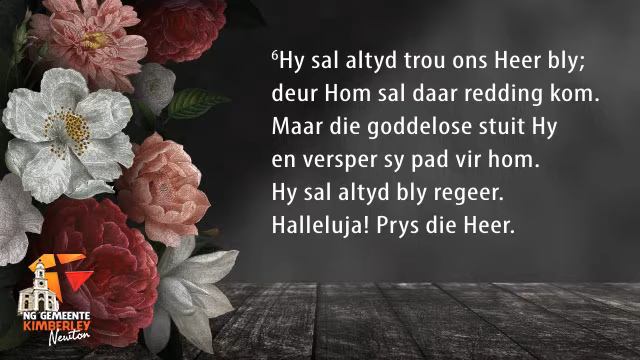 ⁶Hy sal altyd trou ons Heer bly;
deur Hom sal daar redding kom.
Maar die goddelose stuit Hy
en versper sy pad vir hom.
Hy sal altyd bly regeer.
Halleluja! Prys die Heer.
NG GEMEENTE
KIMBERLEY
Newton